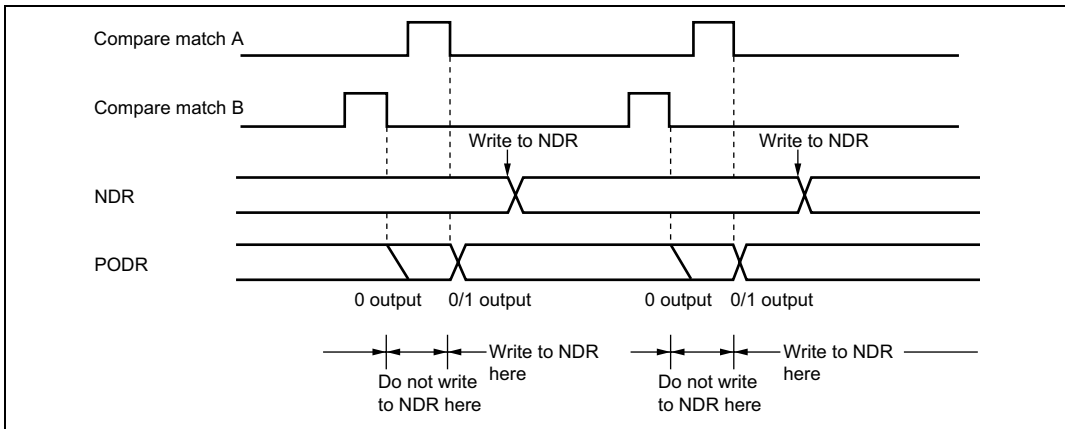 Compare match A
Compare match B
Write to NDR Write to NDR
NDR
PODR
0 output 0/1 output 0 output 0/1 output
Write to NDR Write to NDR
here here
Do not write Do not write
to NDR here to NDR here